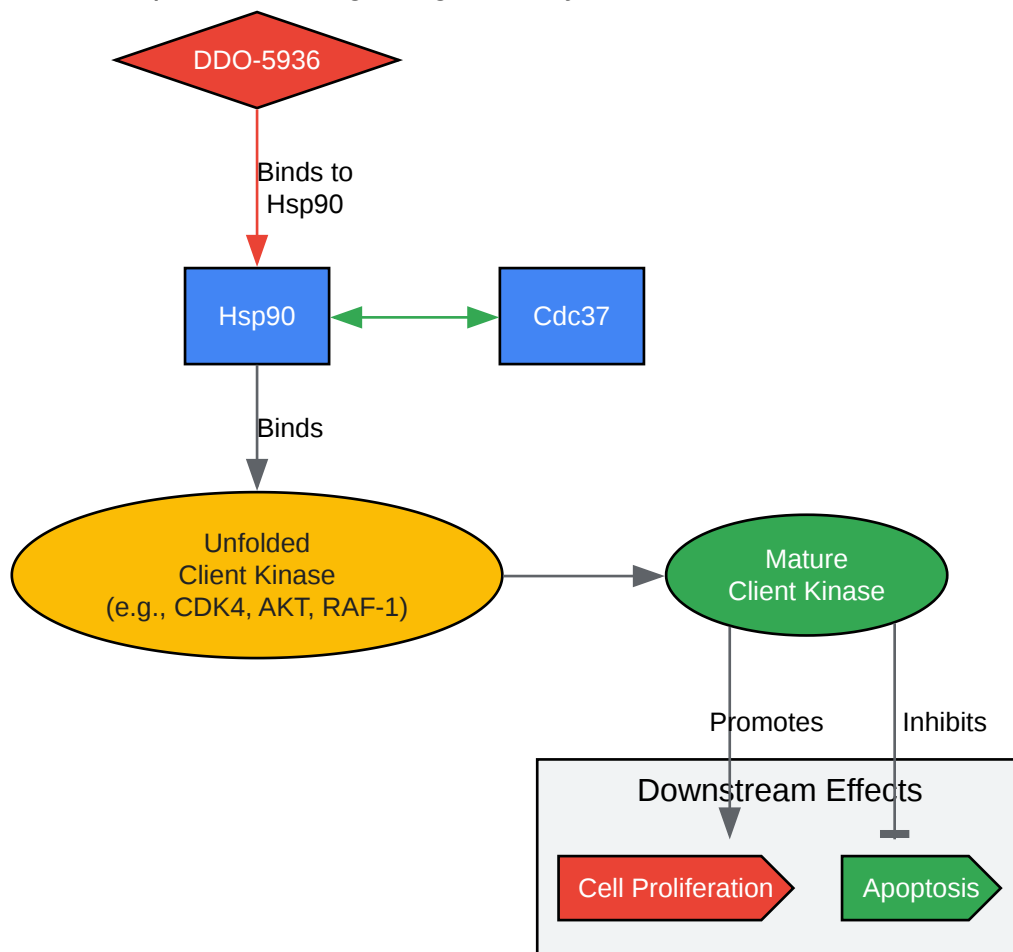 DDO-5936
Binds to
Hsp90
Hsp90
Cdc37
Binds
Unfolded
Client Kinase
(e.g., CDK4, AKT, RAF-1)
Mature
Client Kinase
Promotes
Inhibits
Downstream Effects
Cell Proliferation
Apoptosis